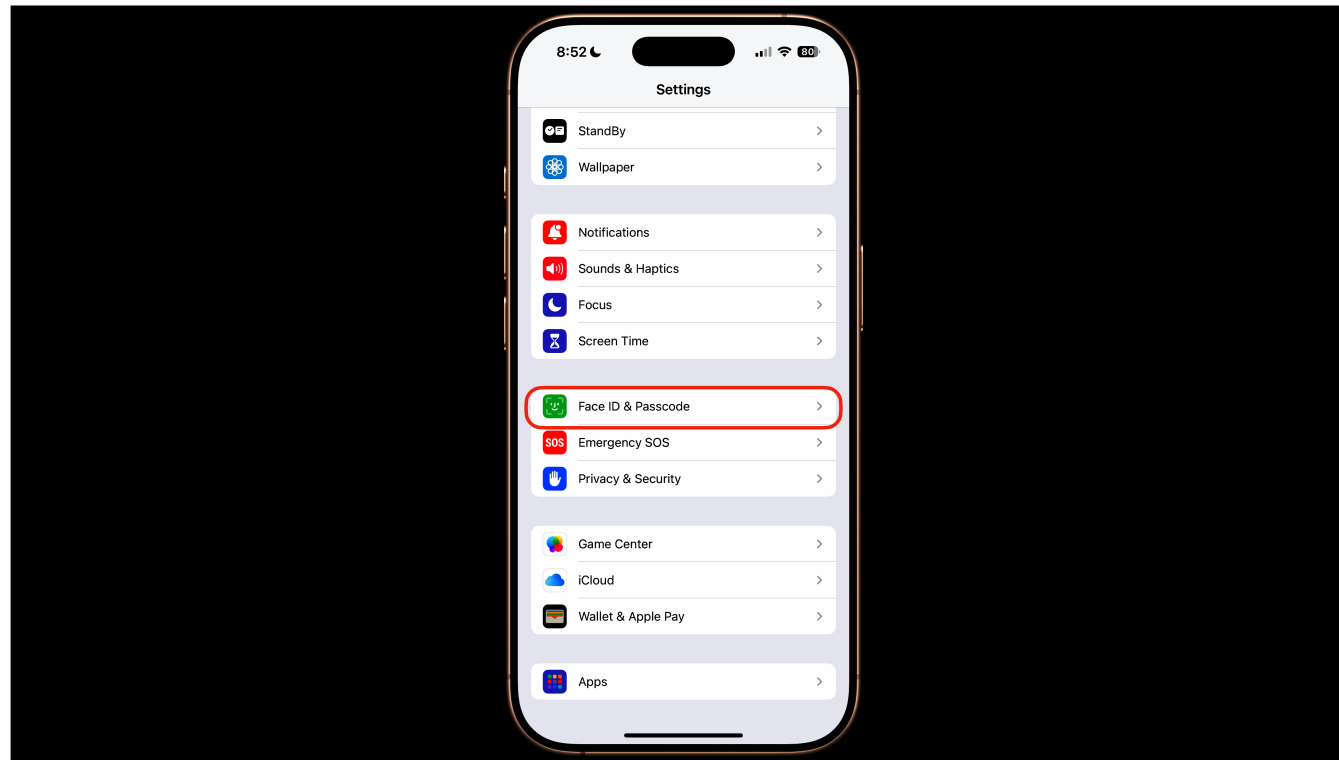 8:52
80
Settings
StandBy
Wallpaper
Notifications
Sounds & Haptics
Focus
Screen Time
Face ID & Passcode
SOS Emergency SOS
Privacy & Security
Game Center
iCloud
Wallet & Apple Pay
Apps